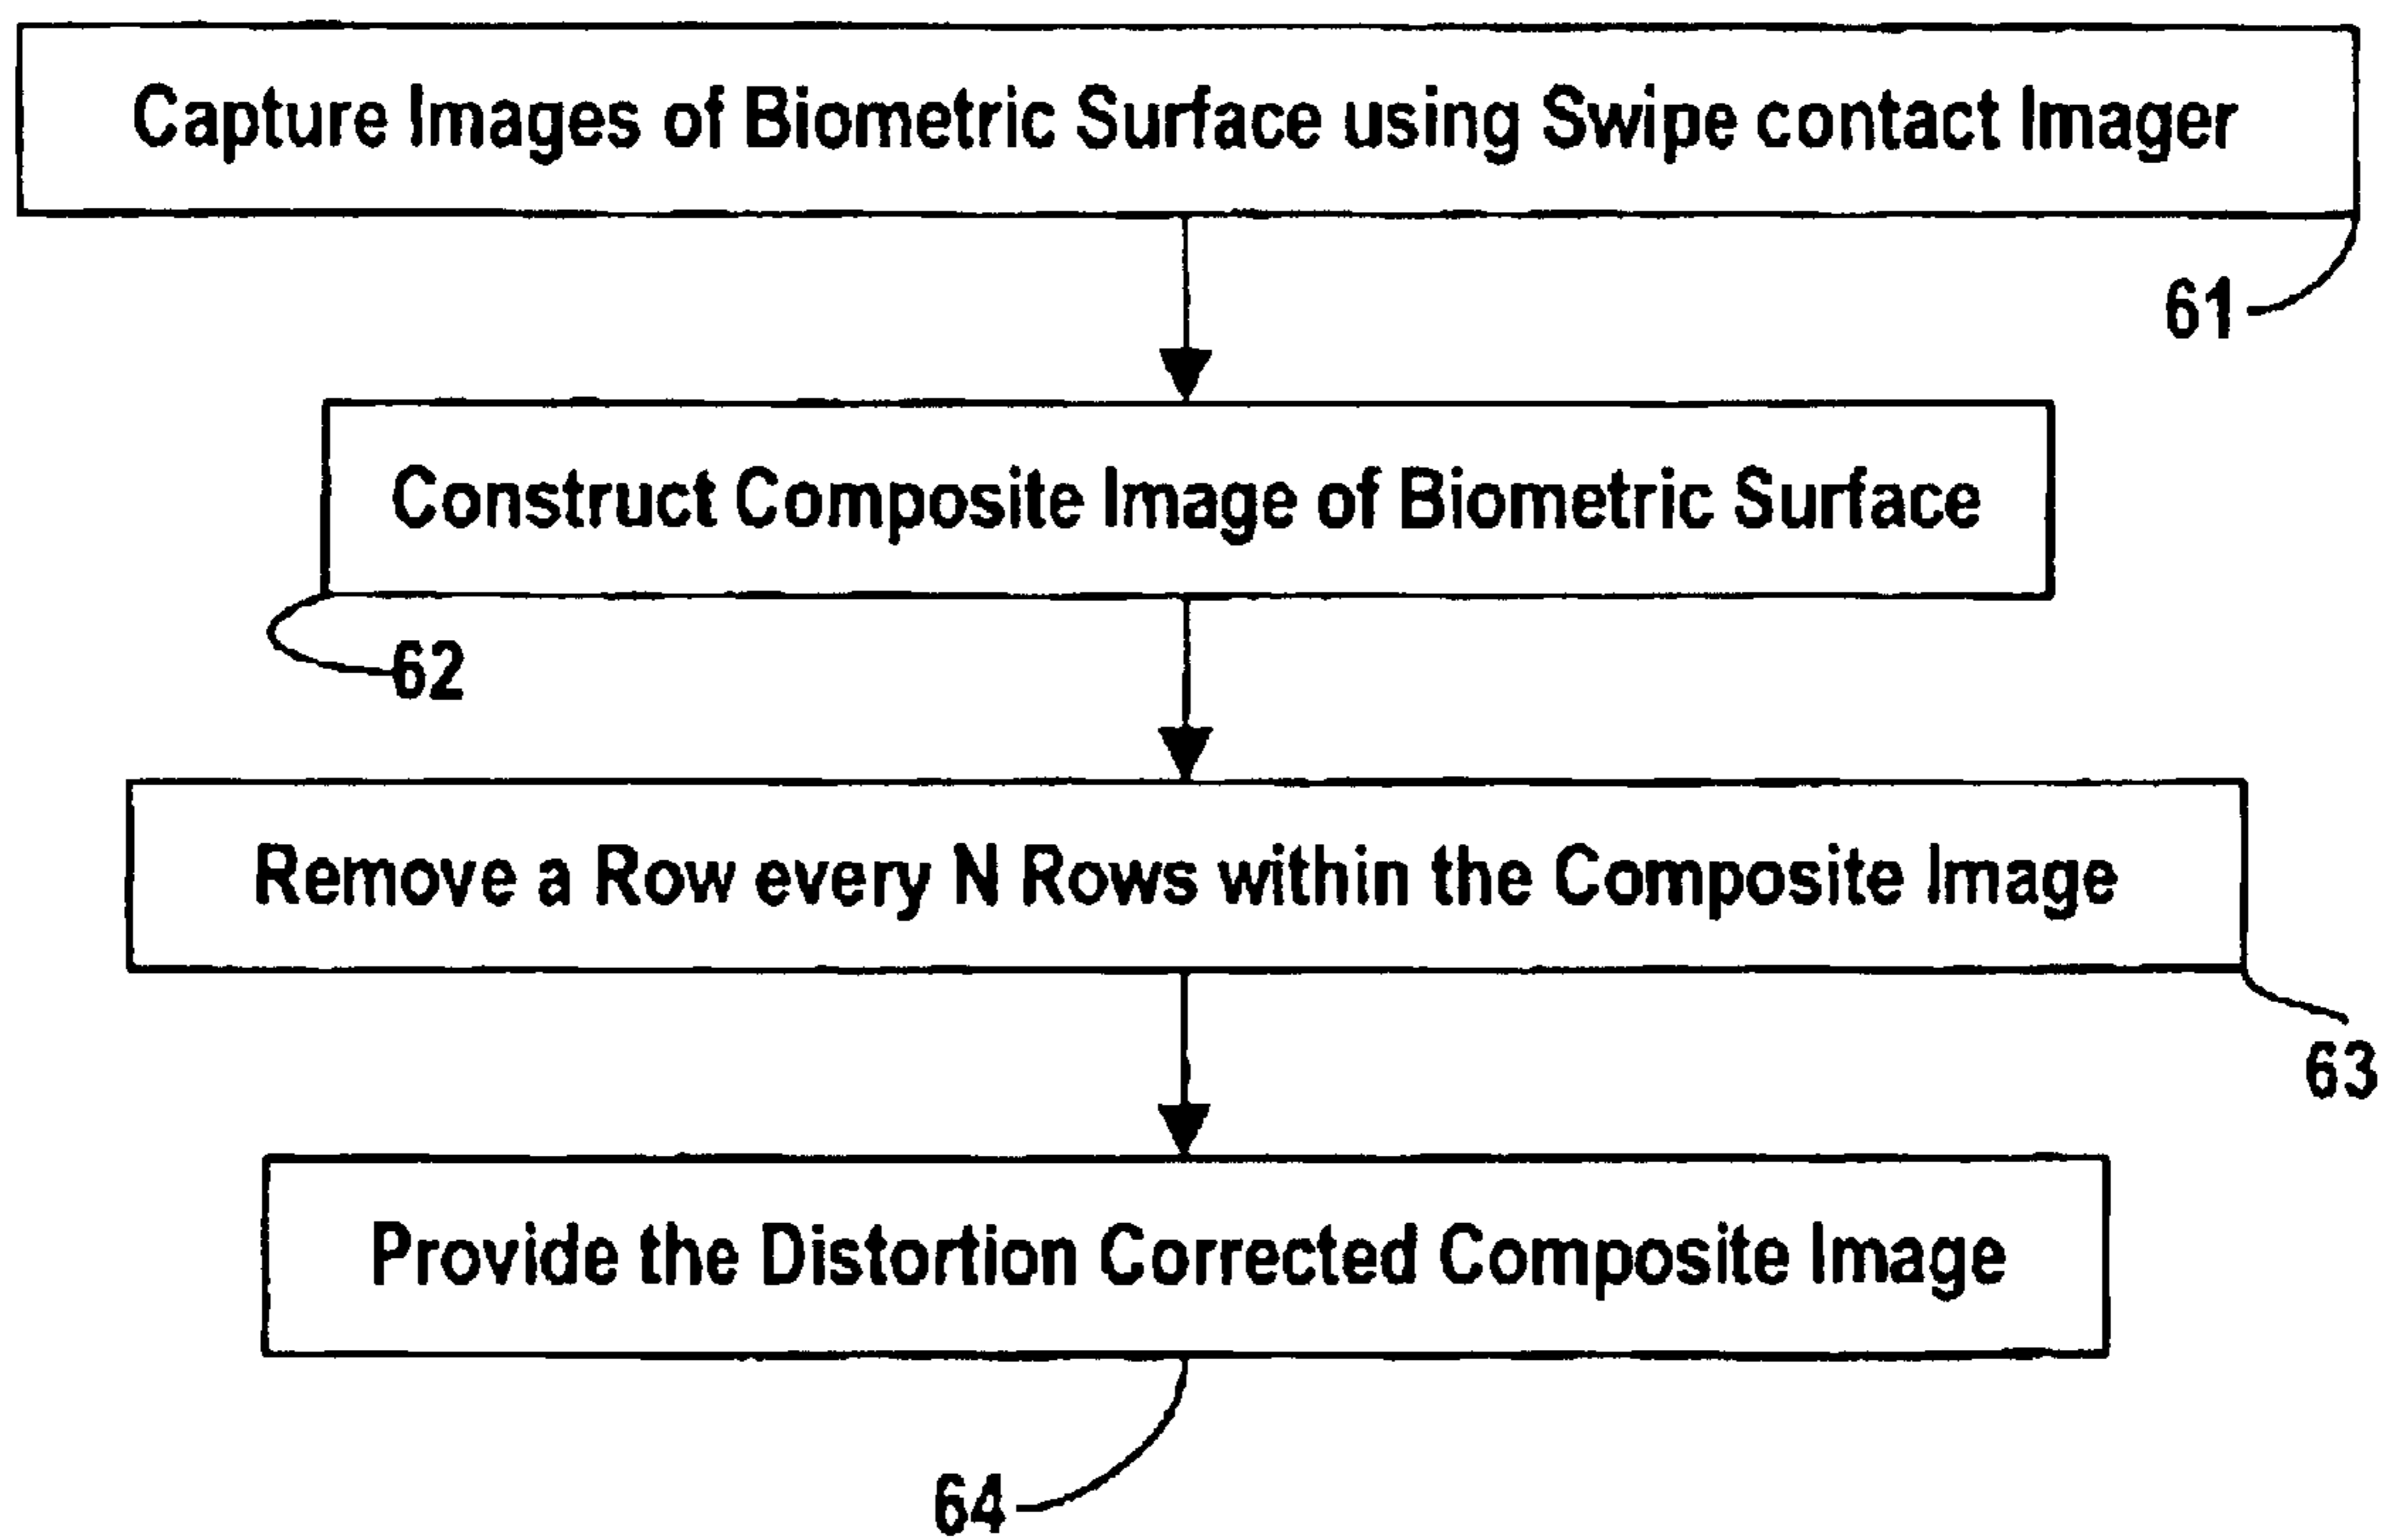 Capture Images of Biometric Surface using Swipe contact Imager
61
Construct Composite Image of Biometric Surface
62
Remove a Row every N Rows within the Composite Image
63
Provide the Distortion Corrected Composite Image
64